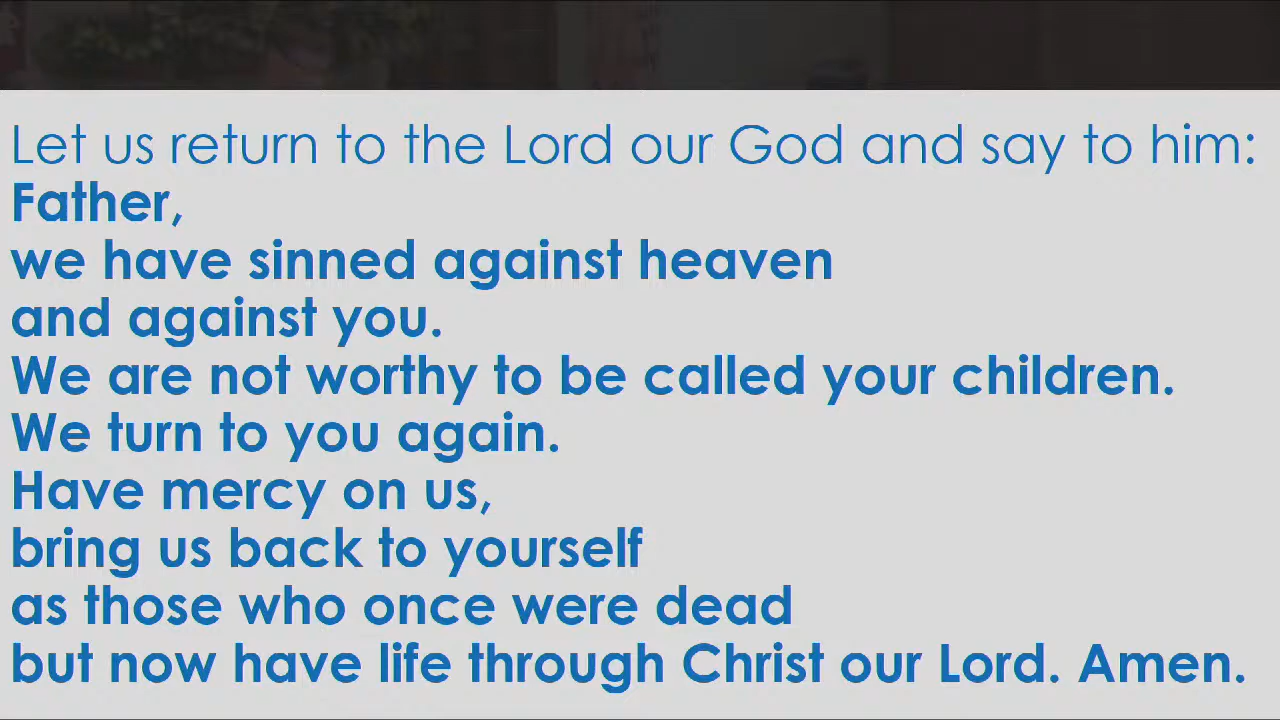 Let us return to the Lord our God and say to him:
Father,
we have sinned against heaven
and against you.
We are not worthy to be called your children.
We turn to you again.
Have mercy on us,
bring us back to yourself
as those who once were dead
but now have life through Christ our Lord. Amen.